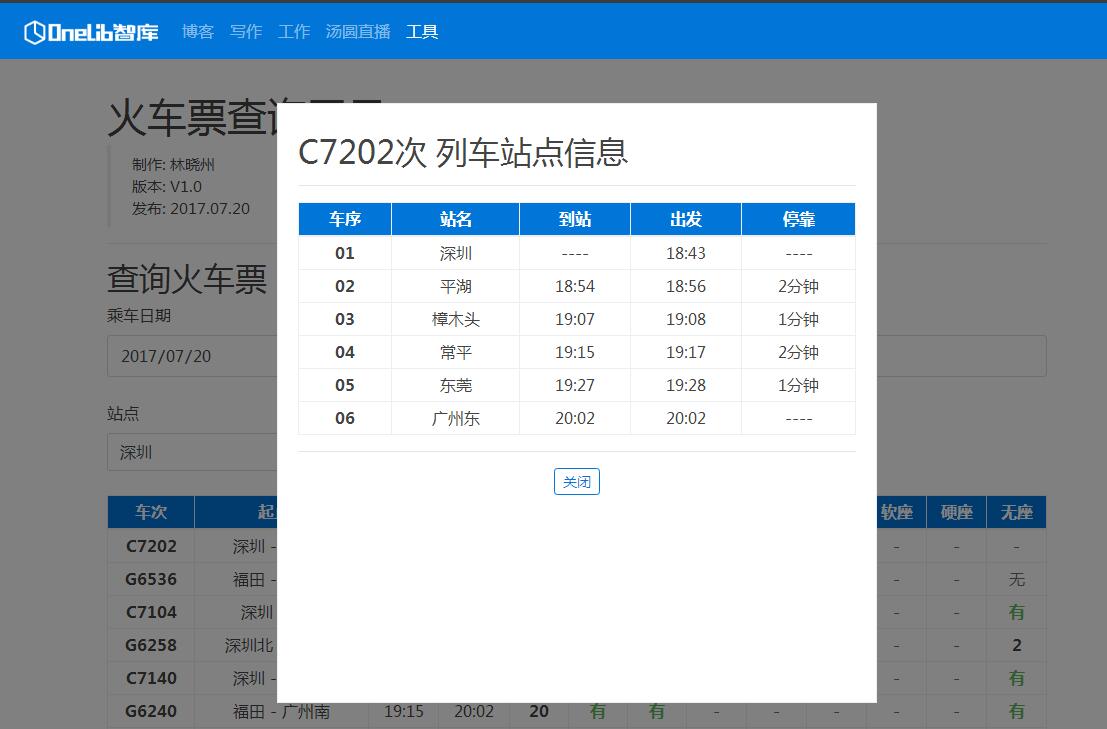 OneLib智库 博客 写作 工作 汤圆直播 工具
火车票查询
制作: 林晓州
版本: V1.0
发布: 2017.07.20
查询火车票
乘车日期
2017/07/20
站点
深圳
C7202次 列车站点信息
车序 站名 到站 出发 停靠
01 深圳 ---- 18:43 ----
02 平湖 18:54 18:56 2分钟
03 樟木头 19:07 19:08 1分钟
04 常平 19:15 19:17 2分钟
05 东莞 19:27 19:28 1分钟
06 广州东 20:02 20:02 ----
关闭
车次 起 软座 硬座 无座
C7202 深圳 - - - -
G6536 福田 - - - 无
C7104 深圳 - - 有
G6258 深圳北 - - 2
C7140 深圳 - - - 有
G6240 福田 - 广州南 19:15 20:02 20 有 有 - - - - - 有